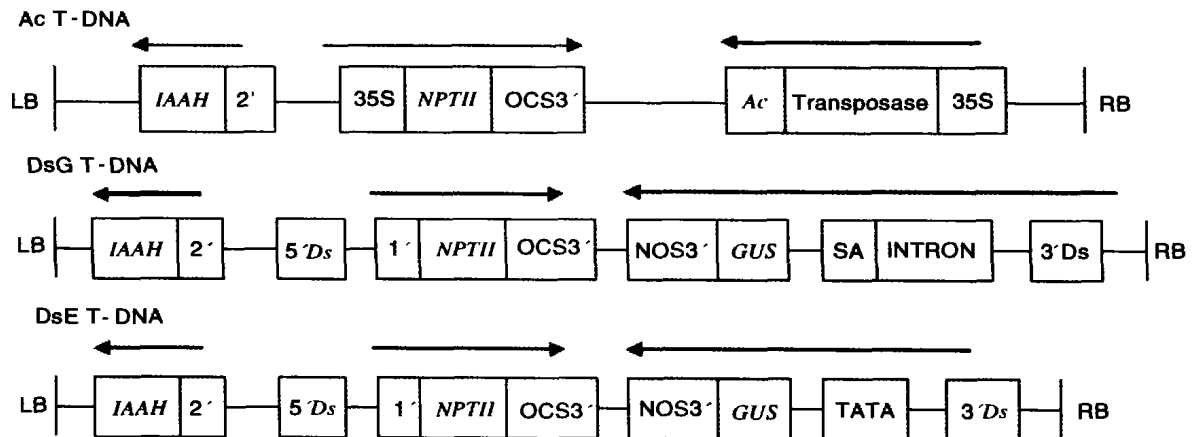 Ac T-DNA
LB IAAH 2' 35S NPTII OCS3´ Ac Transposase 35S RB
DsG T-DNA
LB IAAH 2´ 5´Ds 1´ NPTII OCS3´ NOS3´ GUS SA INTRON 3´Ds RB
DsE T-DNA
LB IAAH 2´ 5´Ds 1´ NPTII OCS3´ NOS3´ GUS TATA 3´Ds RB